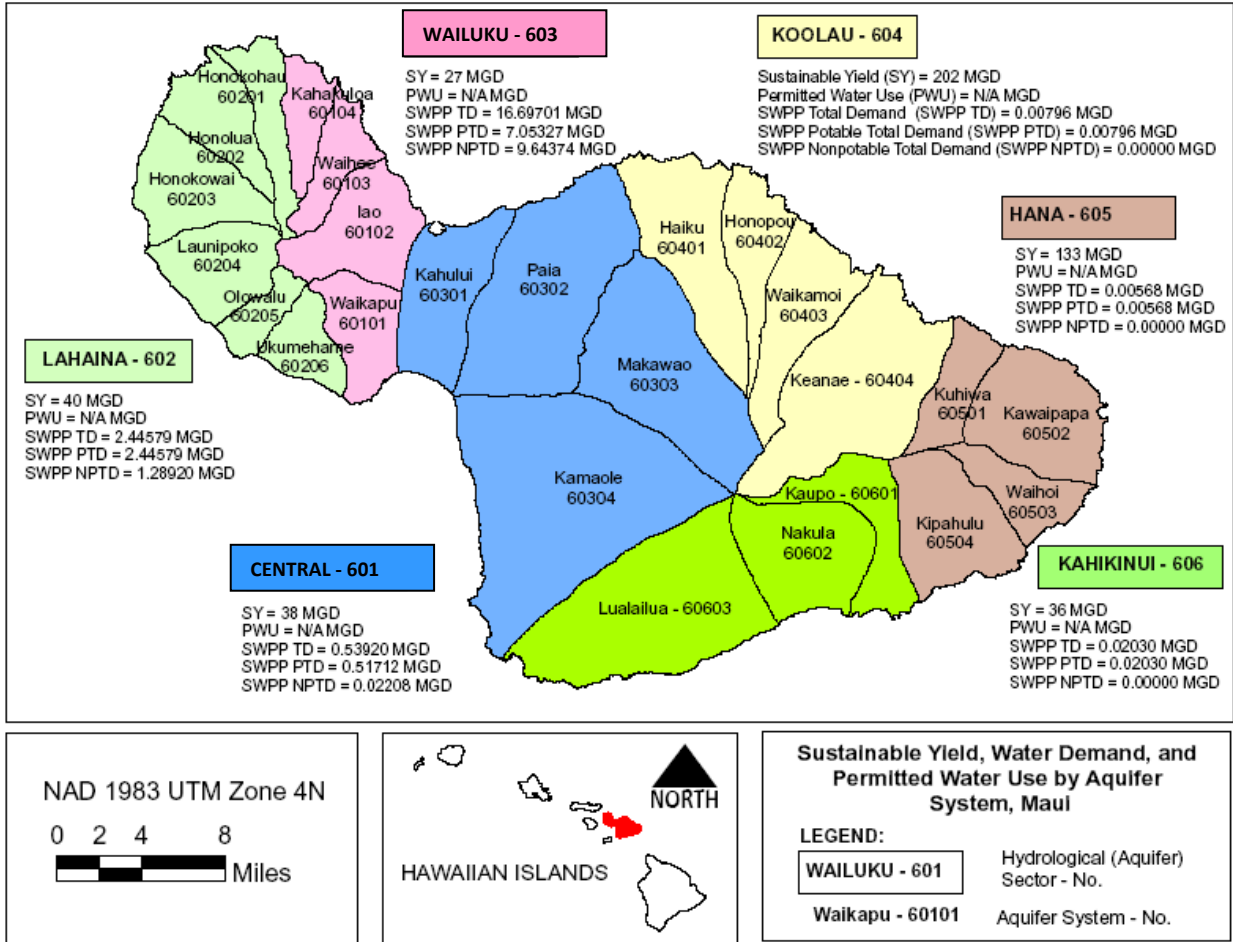 WAILUKU - 603
SY = 27 MGD
PWU = N/A MGD
SWPP TD = 16.69701 MGD
SWPP PTD = 7.05327 MGD
SWPP NPTD = 9.64374 MGD
KOOLAU - 604
Sustainable Yield (SY) = 202 MGD
Permitted Water Use (PWU) = N/A MGD
SWPP Total Demand (SWPP TD) = 0.00796 MGD
SWPP Potable Total Demand (SWPP PTD) = 0.00796 MGD
SWPP Nonpotable Total Demand (SWPP NPTD) = 0.00000 MGD
HANA - 605
SY = 133 MGD
PWU = N/A MGD
SWPP TD = 0.00568 MGD
SWPP PTD = 0.00568 MGD
SWPP NPTD = 0.00000 MGD
Honokohau
60201
Kahakuloa
60104
Honolua
60202
Waihee
60103
Honokowai
60203
Iao
60102
Launipoko
60204
Olowalu
60205
Waikapu
60101
Ukumehame
60206
Kahului
60301
Paia
60302
Makawao
60303
Kamaole
60304
Haiku
60401
Honopou
60402
Waikamoi
60403
Keanae - 60404
Kuhiwa
60501
Kawaipapa
60502
Waihoi
60503
Kipahulu
60504
Kaupo - 60601
Nakula
60602
Lualailua - 60603
LAHAINA - 602
SY = 40 MGD
PWU = N/A MGD
SWPP TD = 2.44579 MGD
SWPP PTD = 2.44579 MGD
SWPP NPTD = 1.28920 MGD
CENTRAL - 601
SY = 38 MGD
PWU = N/A MGD
SWPP TD = 0.53920 MGD
SWPP PTD = 0.51712 MGD
SWPP NPTD = 0.02208 MGD
KAHIKINUI - 606
SY = 36 MGD
PWU = N/A MGD
SWPP TD = 0.02030 MGD
SWPP PTD = 0.02030 MGD
SWPP NPTD = 0.00000 MGD
NAD 1983 UTM Zone 4N
0 2 4 8
Miles
NORTH
HAWAIIAN ISLANDS
Sustainable Yield, Water Demand, and
Permitted Water Use by Aquifer
System, Maui
LEGEND:
WAILUKU - 601
Hydrological (Aquifer)
Sector - No.
Waikapu - 60101
Aquifer System - No.